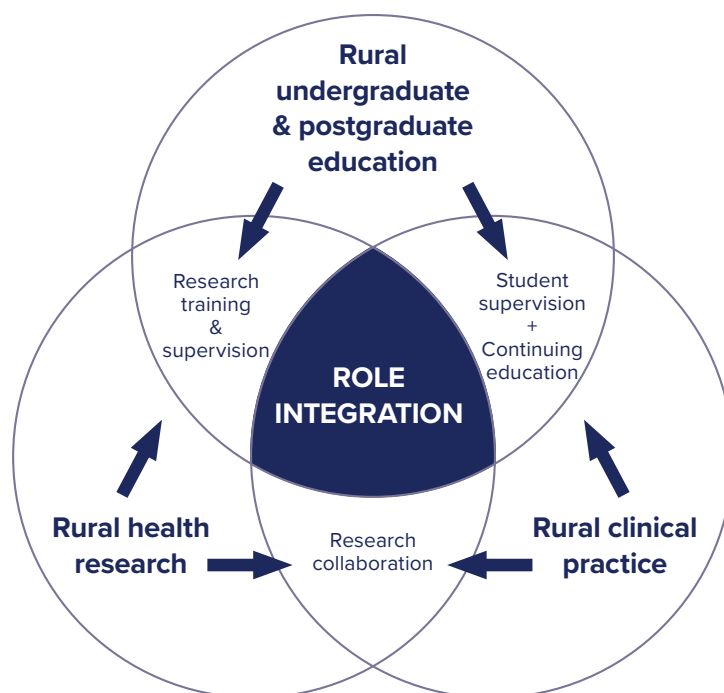 Rural
undergraduate
& postgraduate
education
Research
training
&
supervision
Student
supervision
+
Continuing
education
ROLE
INTEGRATION
Rural health
research
Research
collaboration
Rural clinical
practice